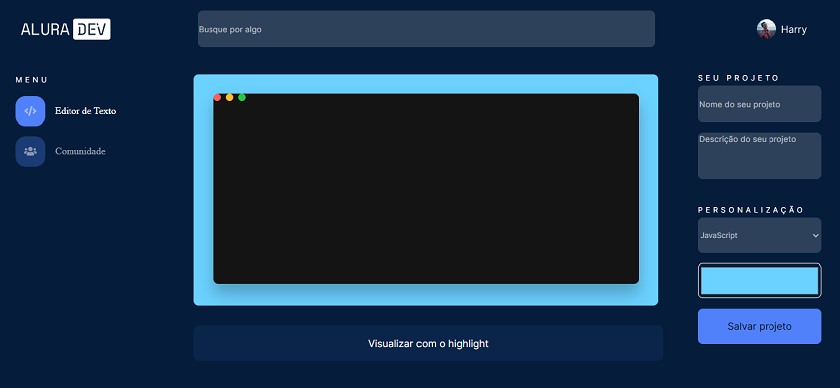 ALURA DEV
Busque por algo
Harry
MENU
Editor de Texto
Comunidade
Visualizar com o highlight
SEU PROJETO
Nome do seu projeto
Descrição do seu projeto
PERSONALIZAÇÃO
JavaScript
Salvar projeto